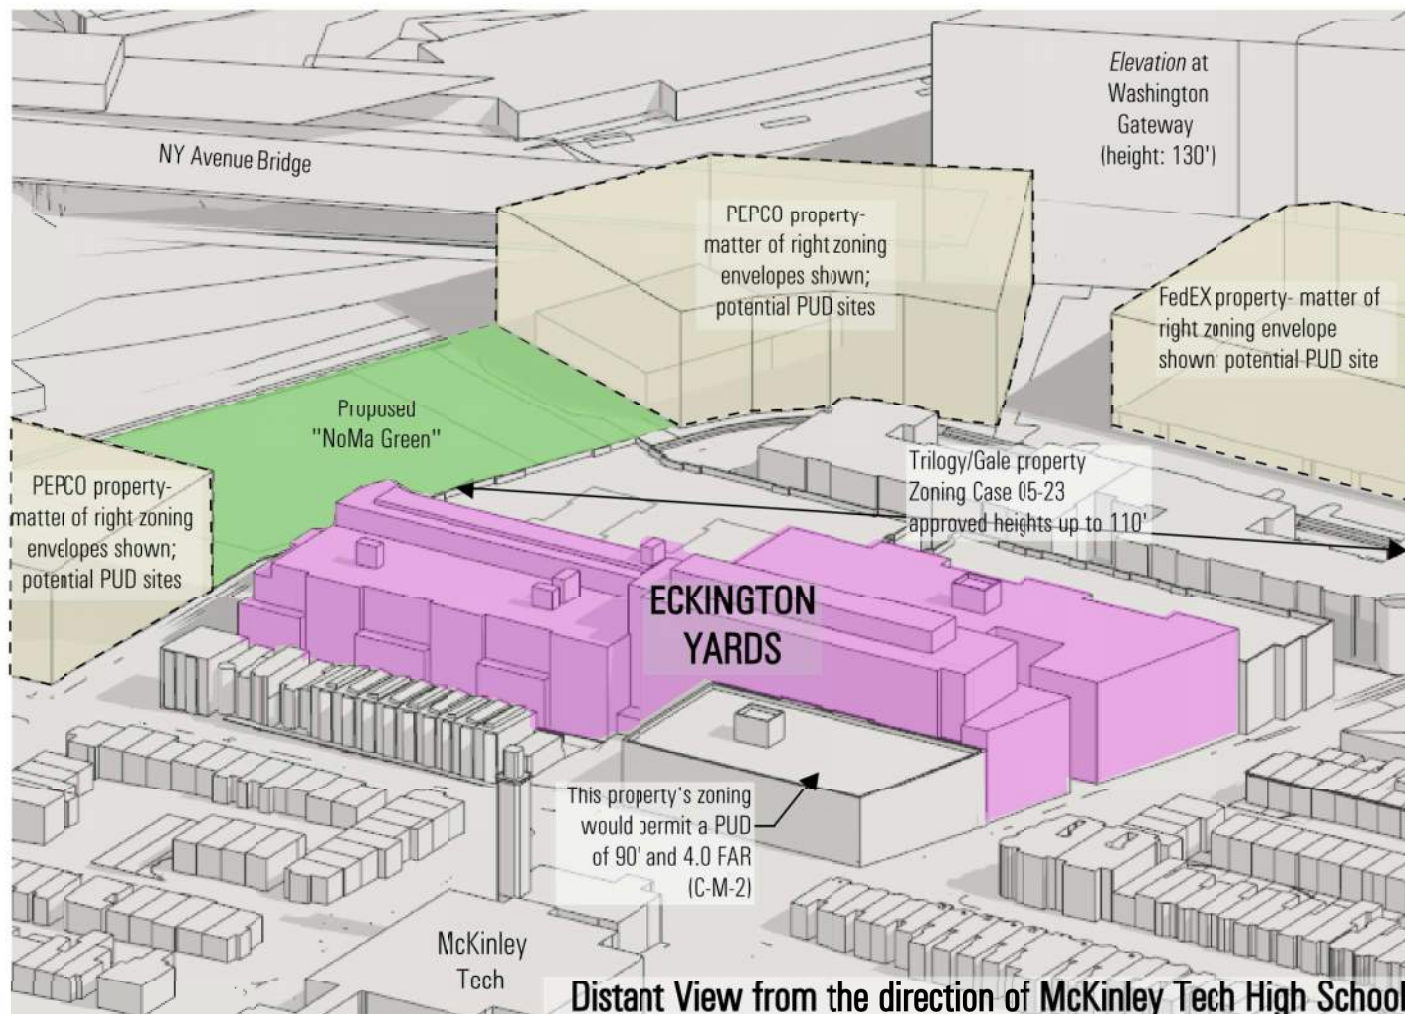 Elevation at
Washington
Gateway
(height: 130')
NY Avenue Bridge
PEPCO property-
matter of right zoning
envelopes shown;
potential PUD sites
FedEX property- matter of
right zoning envelope
shown potential PUD site
Proposed
"NoMa Green"
Trilogy/Gale property
Zoning Case 05-23
approved heights up to 110'
PEPCO property-
matter of right zoning
envelopes shown;
potential PUD sites
ECKINGTON
YARDS
This property's zoning
would permit a PUD
of 90' and 4.0 FAR
(C-M-2)
McKinley
Tech
Distant View from the direction of McKinley Tech High School